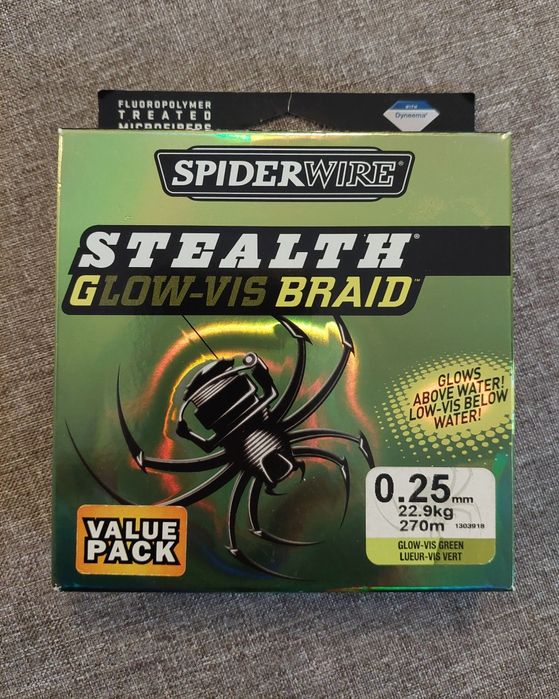 FLUOROPOLYMER
TREATED
MICROFIBERS
WITH
Dyneema®
SPIDERWIRE®
STEALTH®
GLOW-VIS BRAID™
GLOWS
ABOVE WATER!
LOW-VIS BELOW
WATER!
0.25mm
22.9kg
270m 1303918
GLOW-VIS GREEN
LUEUR-VIS VERT
VALUE
PACK